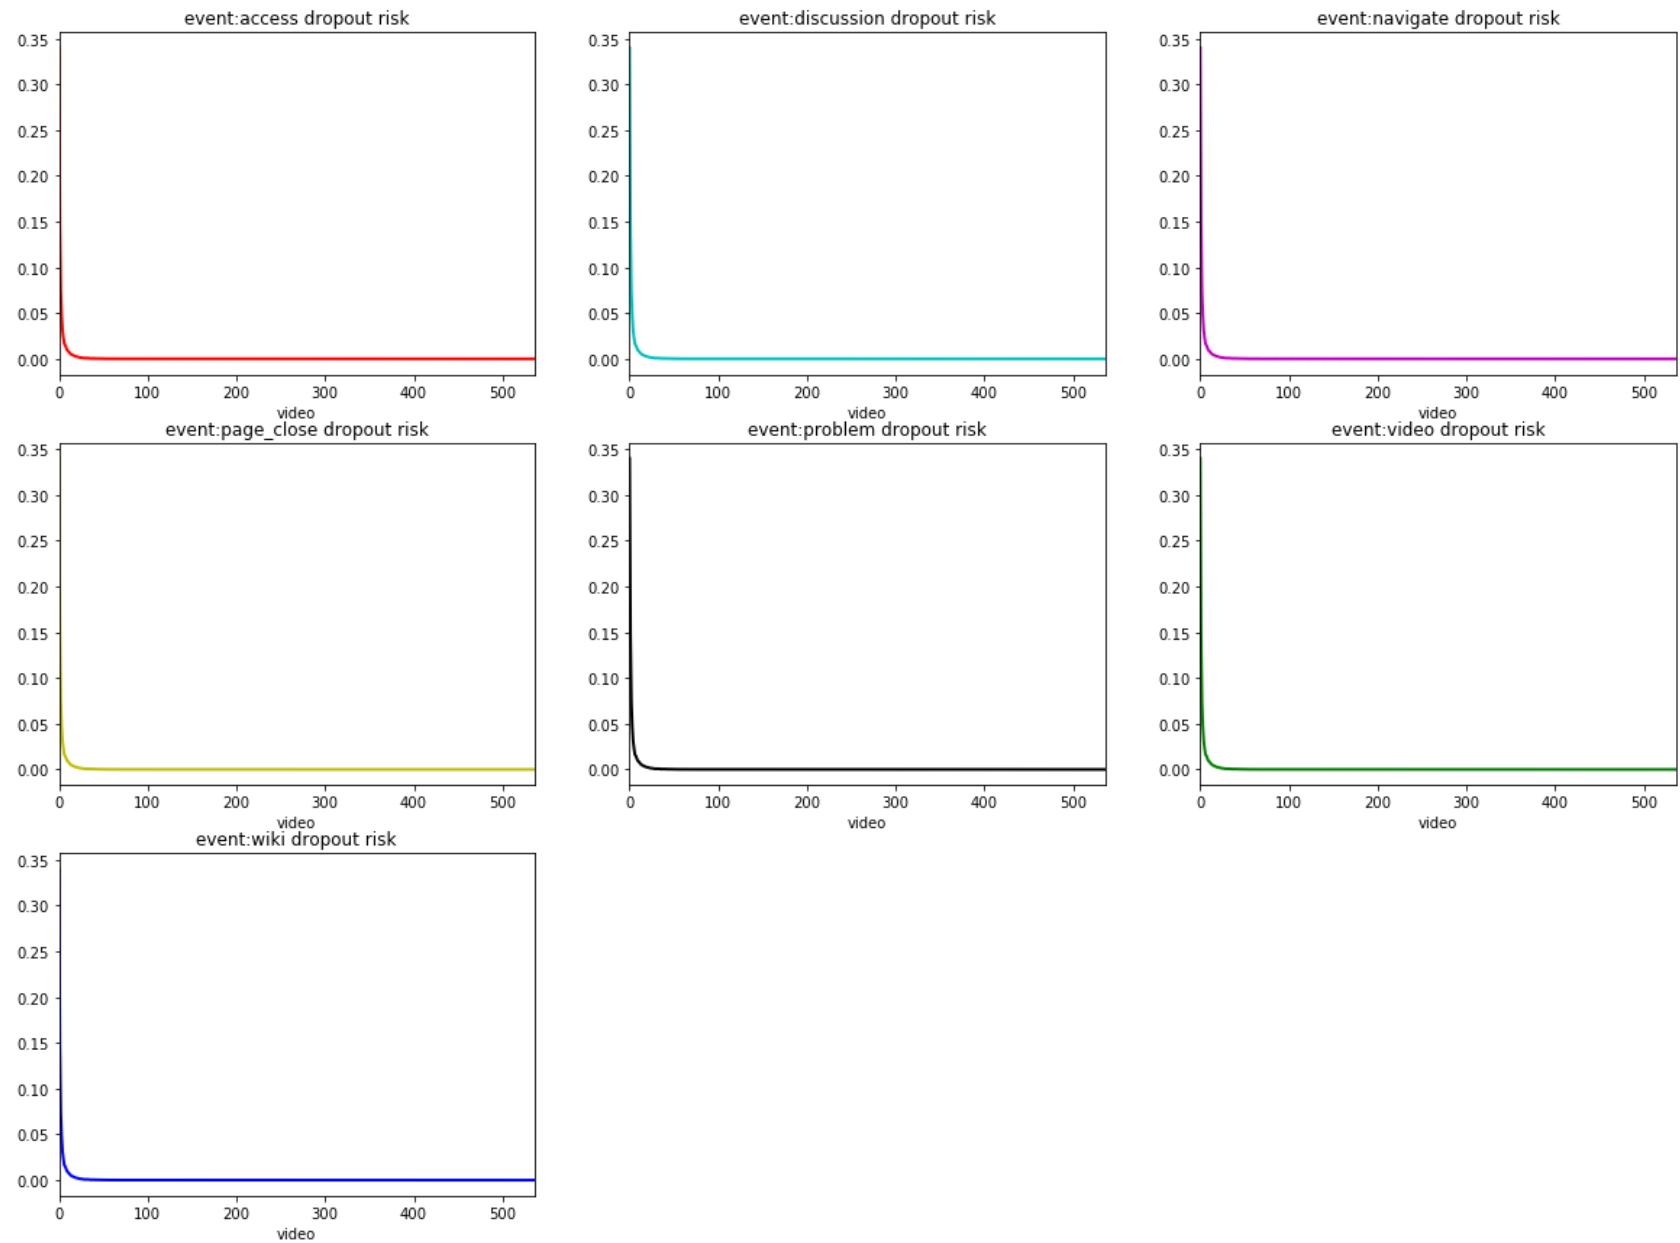 event:access dropout risk
0.35
0.30
0.25
0.20
0.15
0.10
0.05
0.00
0 100 200 300 400 500
video
event:discussion dropout risk
0.35
0.30
0.25
0.20
0.15
0.10
0.05
0.00
0 100 200 300 400 500
video
event:navigate dropout risk
0.35
0.30
0.25
0.20
0.15
0.10
0.05
0.00
0 100 200 300 400 500
video
event:page_close dropout risk
0.35
0.30
0.25
0.20
0.15
0.10
0.05
0.00
0 100 200 300 400 500
video
event:problem dropout risk
0.35
0.30
0.25
0.20
0.15
0.10
0.05
0.00
0 100 200 300 400 500
video
event:video dropout risk
0.35
0.30
0.25
0.20
0.15
0.10
0.05
0.00
0 100 200 300 400 500
video
event:wiki dropout risk
0.35
0.30
0.25
0.20
0.15
0.10
0.05
0.00
0 100 200 300 400 500
video